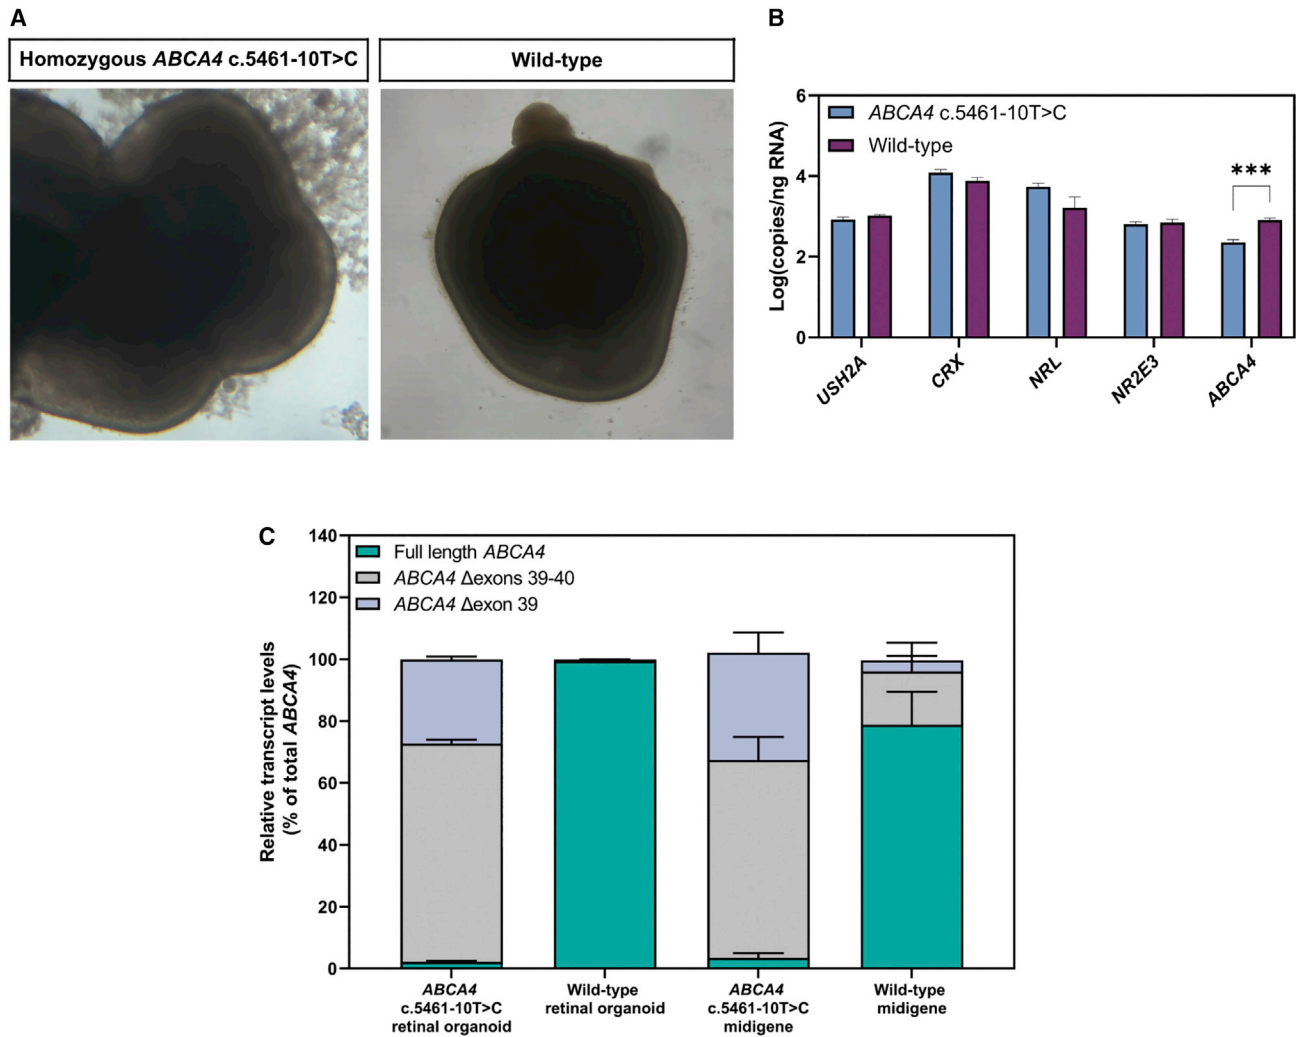 A
Homozygous ABCA4 c.5461-10T>C
Wild-type
B
Log(copies/ng RNA)
6
4
2
0
ABCA4 c.5461-10T>C
Wild-type
***
USH2A
CRX
NRL
NR2E3
ABCA4
C
Relative transcript levels
(% of total ABCA4)
140
120
100
80
60
40
20
0
Full length ABCA4
ABCA4 Δexons 39-40
ABCA4 Δexon 39
ABCA4
c.5461-10T>C
retinal organoid
Wild-type
retinal organoid
ABCA4
c.5461-10T>C
midigene
Wild-type
midigene